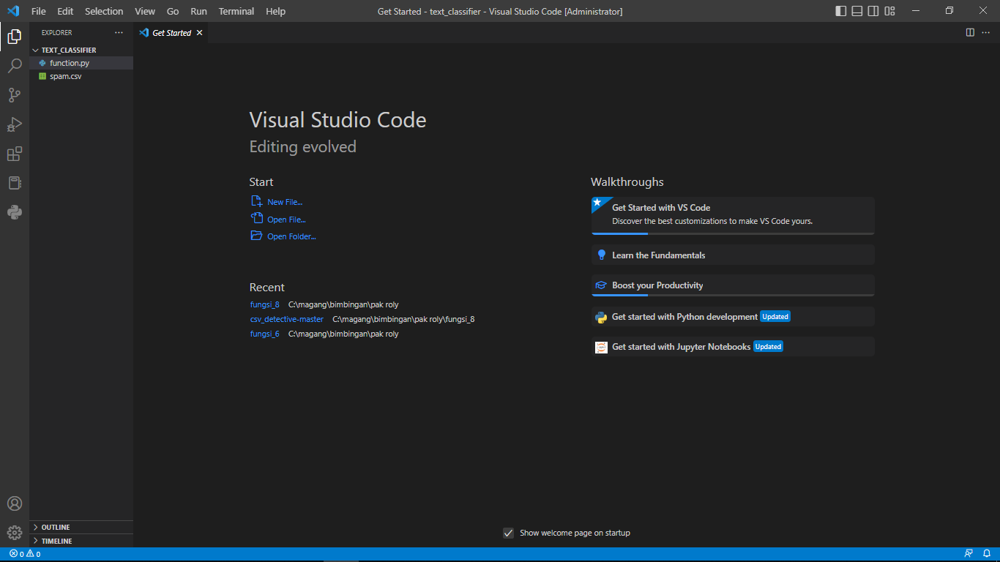 File Edit Selection View Go Run Terminal Help
Get Started - text_classifier - Visual Studio Code [Administrator]
EXPLORER
Get Started
TEXT_CLASSIFIER
function.py
spam.csv
Visual Studio Code
Editing evolved
Start
New File...
Open File...
Open Folder...
Recent
fungsi_8 C:\magang\bimbingan\pak roly
csv_detective-master C:\magang\bimbingan\pak roly\fungsi_8
fungsi_6 C:\magang\bimbingan\pak roly
Walkthroughs
Get Started with VS Code
Discover the best customizations to make VS Code yours.
Learn the Fundamentals
Boost your Productivity
Get started with Python development Updated
Get started with Jupyter Notebooks Updated
Show welcome page on startup
OUTLINE
TIMELINE
0 0